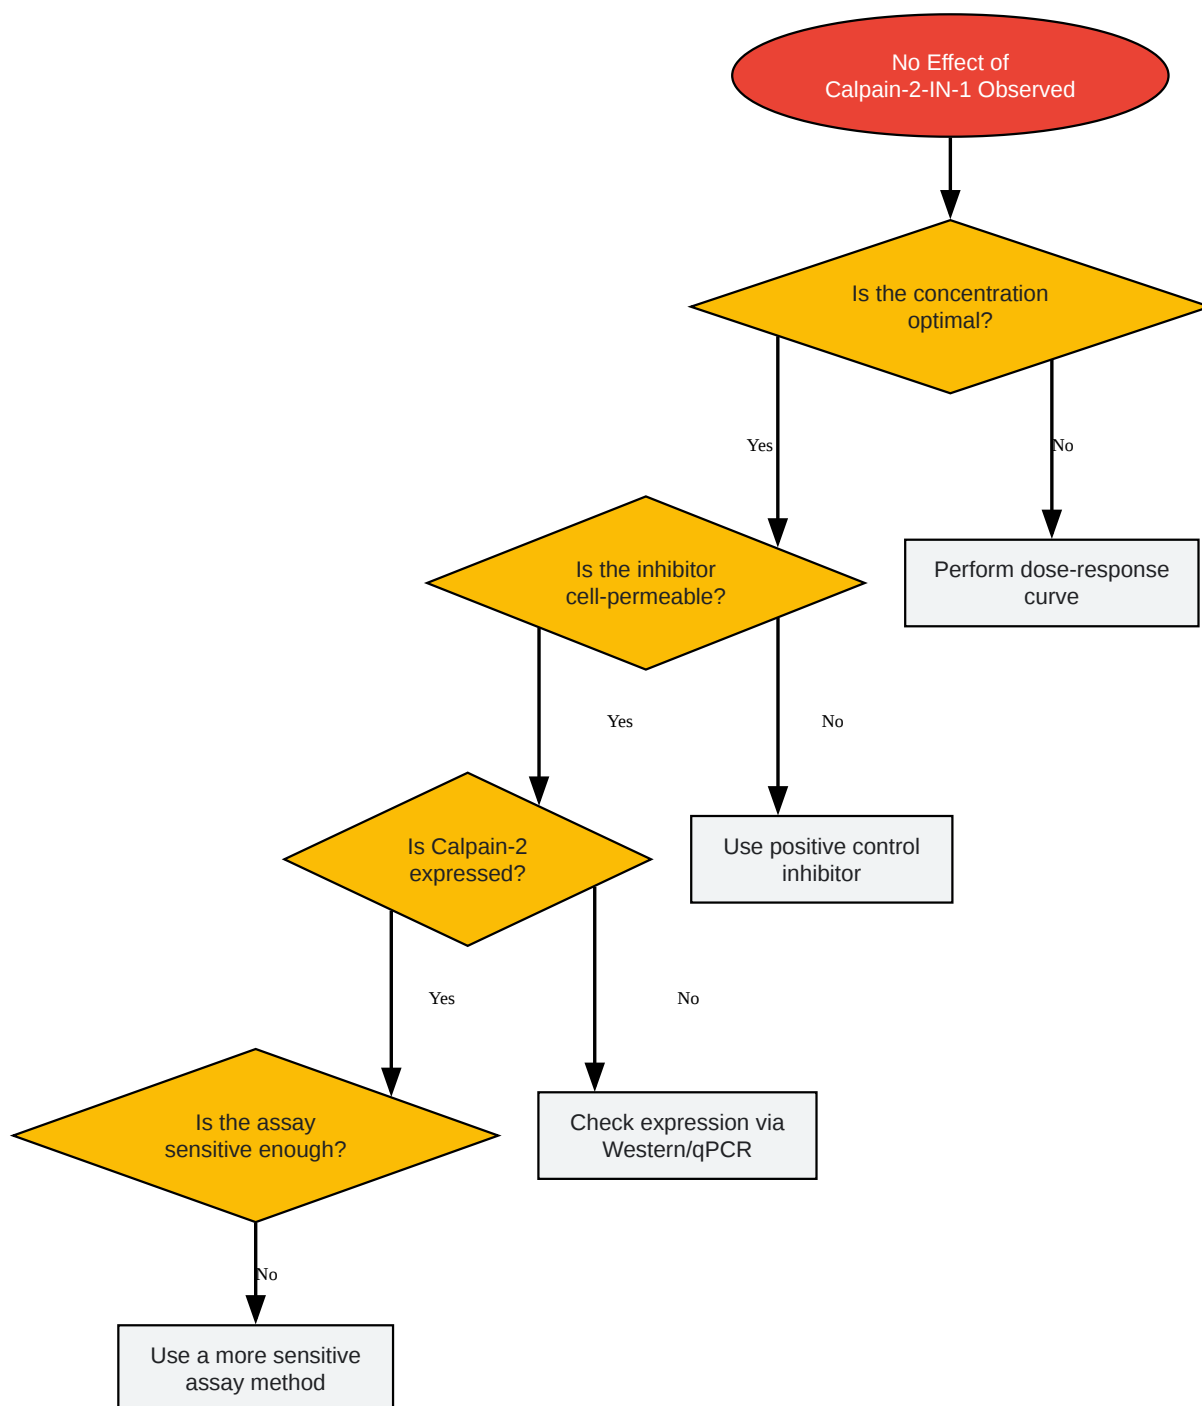 No Effect of
Calpain-2-IN-1 Observed
Is the concentration
optimal?
Yes
No
Is the inhibitor
cell-permeable?
Perform dose-response
curve
Yes
No
Is Calpain-2
expressed?
Use positive control
inhibitor
Yes
No
Is the assay
sensitive enough?
Check expression via
Western/qPCR
No
Use a more sensitive
assay method